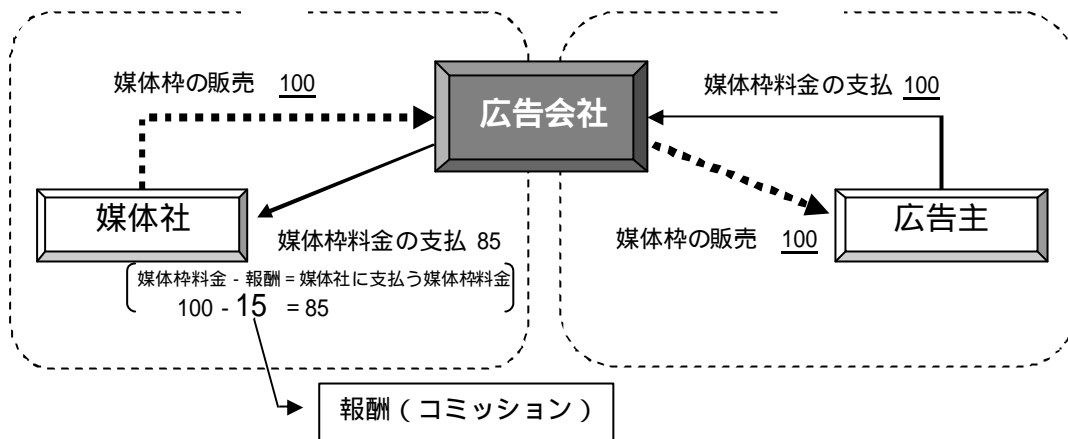 媒体枠の販売 100
広告会社
媒体枠料金の支払 100
媒体社
広告主
媒体枠料金の支払 85
媒体枠の販売 100
媒体枠料金 - 報酬 = 媒体社に支払う媒体枠料金
100 - 15 = 85
報酬（コミッション）